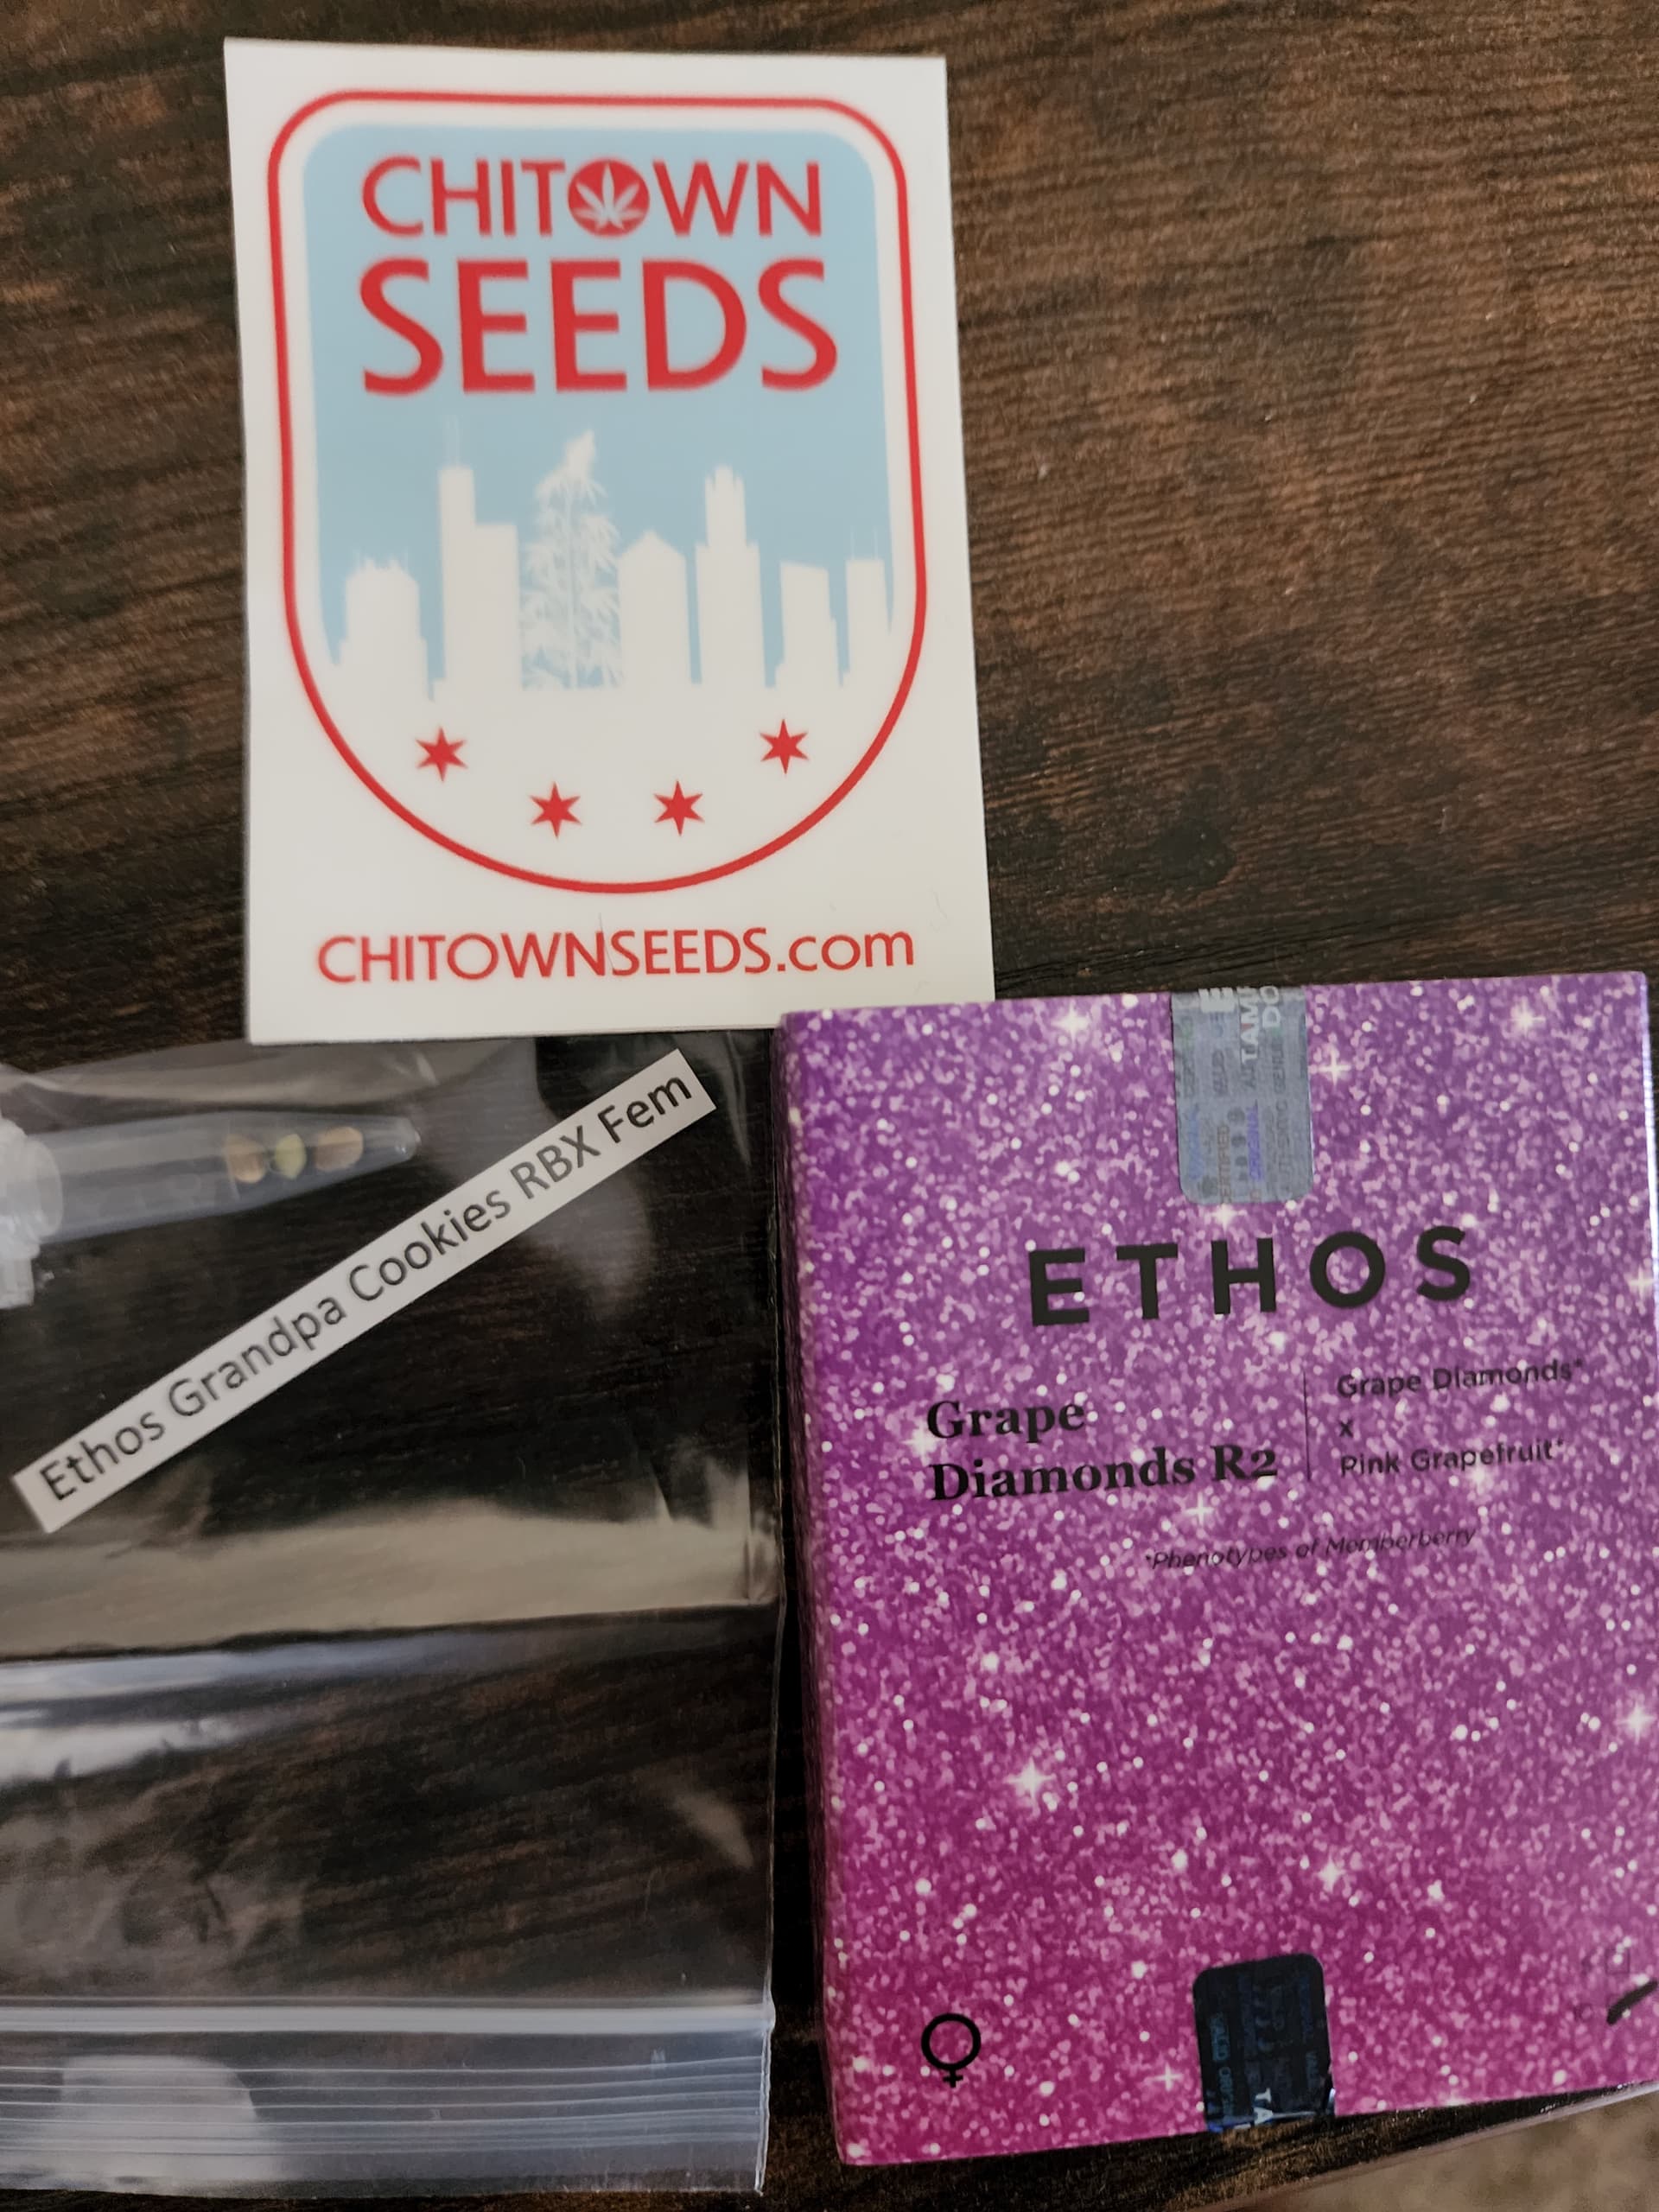 CHITOWN
SEEDS
CHITOWNSEEDS.com
Ethos Grandpa Cookies RBX Fem
ETHOS
Grape
Diamonds R2
Grape Diamonds*
x
Pink Grapefruit*
*Phenotypes of Memberberry